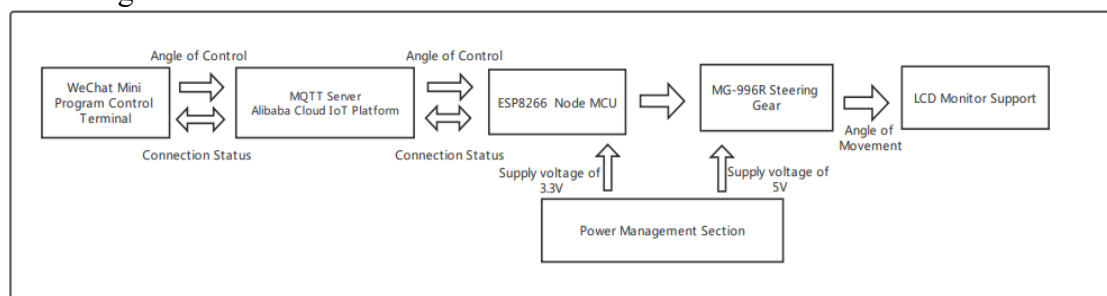 Angle of Control
Angle of Control
WeChat Mini
Program Control
Terminal
MQTT Server
Alibaba Cloud IoT Platform
ESP8266 Node MCU
MG-996R Steering
Gear
LCD Monitor Support
Connection Status
Connection Status
Angle of
Movement
Supply voltage of
3.3V
Supply voltage of
5V
Power Management Section